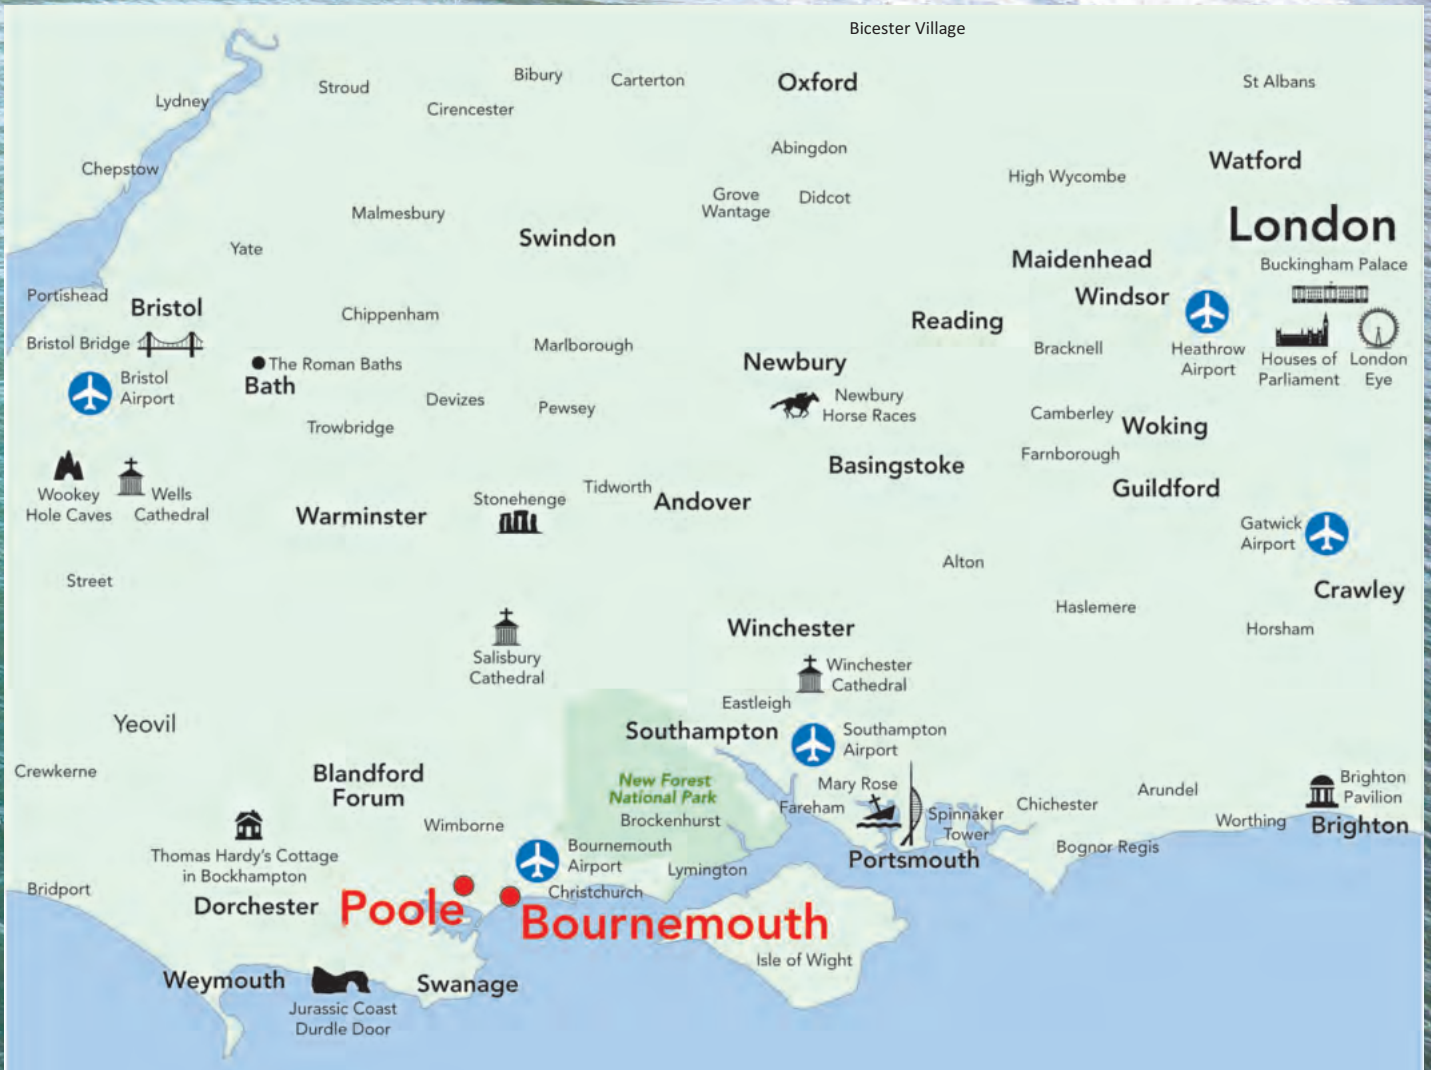 Bicester Village
Bibury
Carterton
Oxford
St Albans
Stroud
Lydney
Cirencester
Abingdon
Watford
Chepstow
High Wycombe
Grove
Wantage
Didcot
Malmesbury
London
Swindon
Yate
Maidenhead
Buckingham Palace
Portishead
Bristol
Windsor
Chippenham
Reading
Bristol Bridge
Marlborough
Bracknell
Heathrow
Airport
Houses of
Parliament
London
Eye
The Roman Baths
Bath
Newbury
Bristol
Airport
Devizes
Pewsey
Newbury
Horse Races
Camberley
Woking
Trowbridge
Farnborough
Basingstoke
Guildford
Wookey
Hole Caves
Wells
Cathedral
Warminster
Stonehenge
Tidworth
Andover
Gatwick
Airport
Alton
Street
Crawley
Haslemere
Horsham
Winchester
Salisbury
Cathedral
Winchester
Cathedral
Eastleigh
Yeovil
Southampton
Southampton
Airport
Crewkerne
Blandford
Forum
New Forest
National Park
Mary Rose
Brighton
Pavilion
Arundel
Fareham
Chichester
Spinnaker
Tower
Brockenhurst
Wimborne
Worthing
Brighton
Thomas Hardy's Cottage
in Bockhampton
Bournemouth
Airport
Lymington
Portsmouth
Bognor Regis
Bridport
Christchurch
Dorchester
Poole
Bournemouth
Isle of Wight
Weymouth
Swanage
Jurassic Coast
Durdle Door